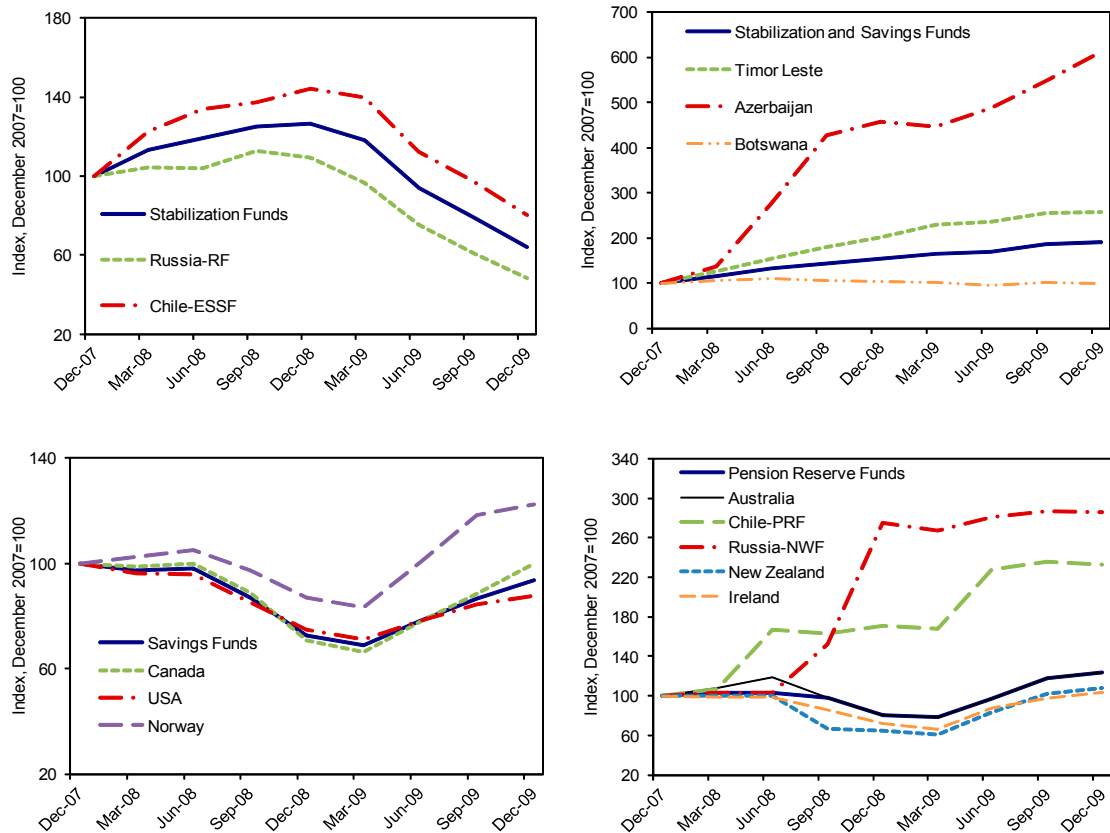 180
140
100
60
20
Index, December 2007=100
Stabilization Funds
Russia-RF
Chile-ESSF
Dec-07
Mar-08
Jun-08
Sep-08
Dec-08
Mar-09
Jun-09
Sep-09
Dec-09
700
600
500
400
300
200
100
0
Index, December 2007=100
Stabilization and Savings Funds
Timor Leste
Azerbaijan
Botswana
Dec-07
Mar-08
Jun-08
Sep-08
Dec-08
Mar-09
Jun-09
Sep-09
Dec-09
140
100
60
20
Index, December 2007=100
Savings Funds
Canada
USA
Norway
Dec-07
Mar-08
Jun-08
Sep-08
Dec-08
Mar-09
Jun-09
Sep-09
Dec-09
340
300
260
220
180
140
100
60
20
Index, December 2007=100
Pension Reserve Funds
Australia
Chile-PRF
Russia-NWF
New Zealand
Ireland
Dec-07
Mar-08
Jun-08
Sep-08
Dec-08
Mar-09
Jun-09
Sep-09
Dec-09